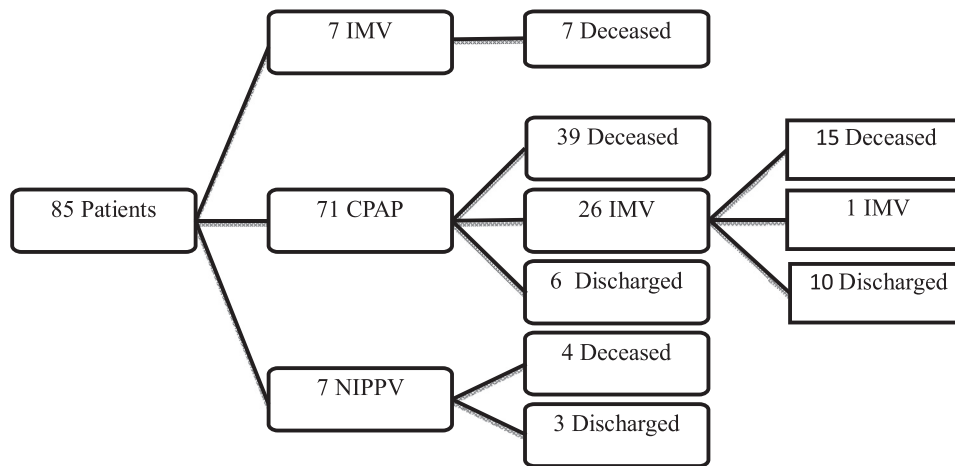 7 IMV
7 Deceased
39 Deceased
15 Deceased
85 Patients
71 CPAP
26 IMV
1 IMV
6 Discharged
10 Discharged
4 Deceased
7 NIPPV
3 Discharged